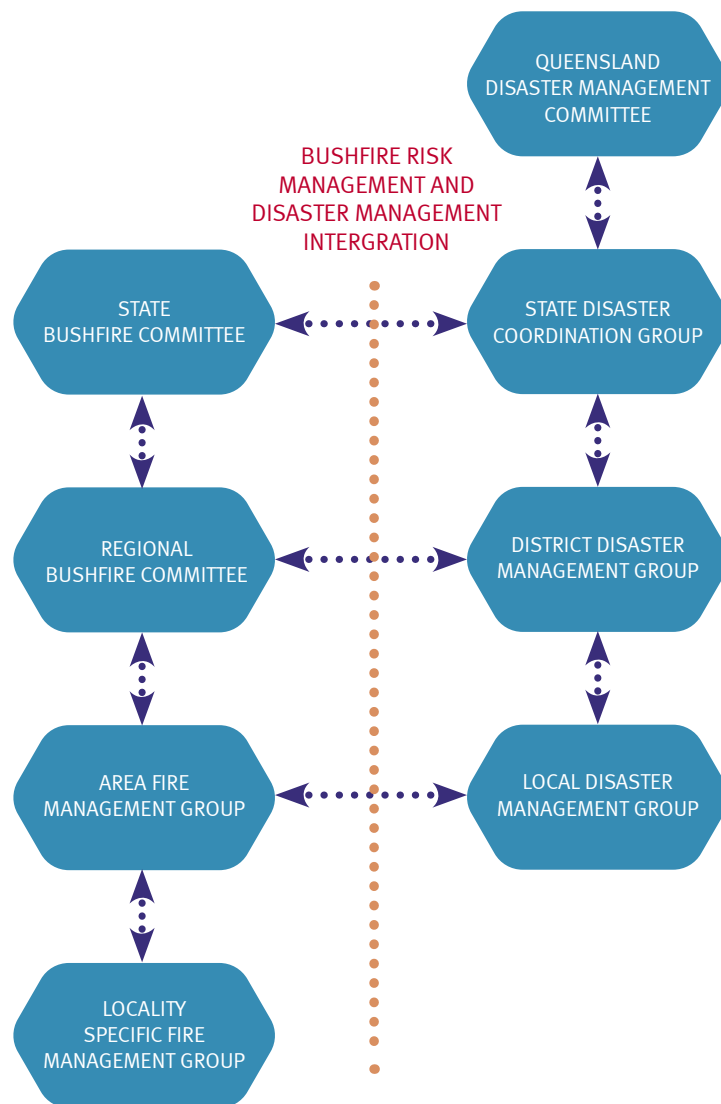 QUEENSLAND
DISASTER MANAGEMENT
COMMITTEE
BUSHFIRE RISK
MANAGEMENT AND
DISASTER MANAGEMENT
INTERGRATION
STATE
BUSHFIRE COMMITTEE
STATE DISASTER
COORDINATION GROUP
REGIONAL
BUSHFIRE COMMITTEE
DISTRICT DISASTER
MANAGEMENT GROUP
AREA FIRE
MANAGEMENT GROUP
LOCAL DISASTER
MANAGEMENT GROUP
LOCALITY
SPECIFIC FIRE
MANAGEMENT GROUP